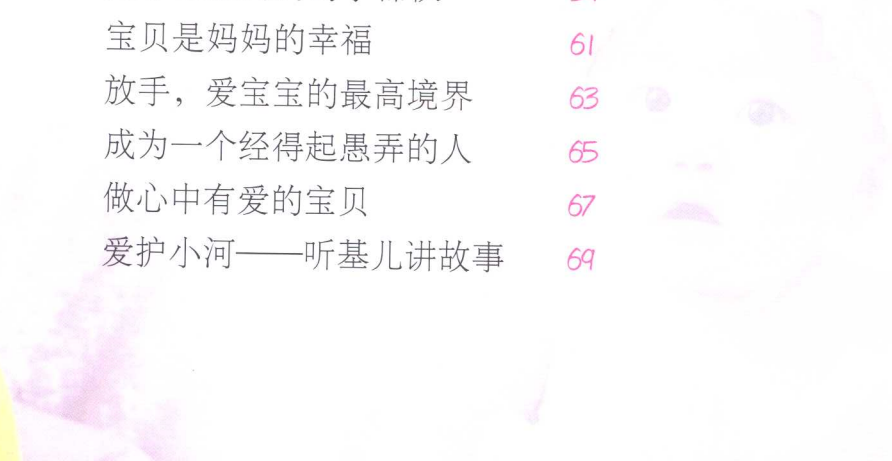 宝贝是妈妈的幸福 61
放手，爱宝宝的最高境界 63
成为一个经得起愚弄的人 65
做心中有爱的宝贝 67
爱护小河——听基儿讲故事 69